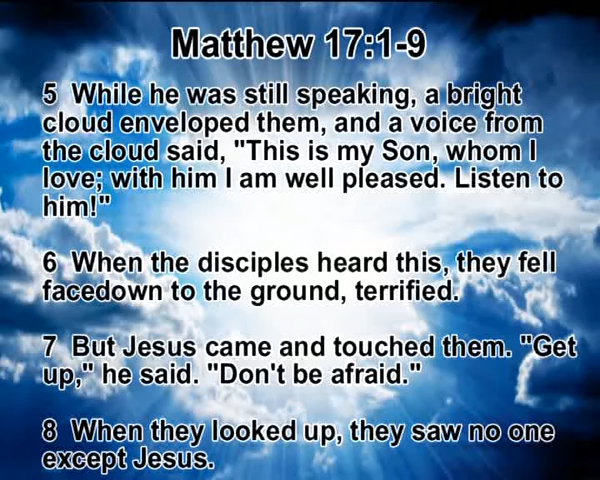 Matthew 17:1-9
5 While he was still speaking, a bright
cloud enveloped them, and a voice from
the cloud said, "This is my Son, whom I
love; with him I am well pleased. Listen to
him!"
6 When the disciples heard this, they fell
facedown to the ground, terrified.
7 But Jesus came and touched them. "Get
up," he said. "Don't be afraid."
8 When they looked up, they saw no one
except Jesus.